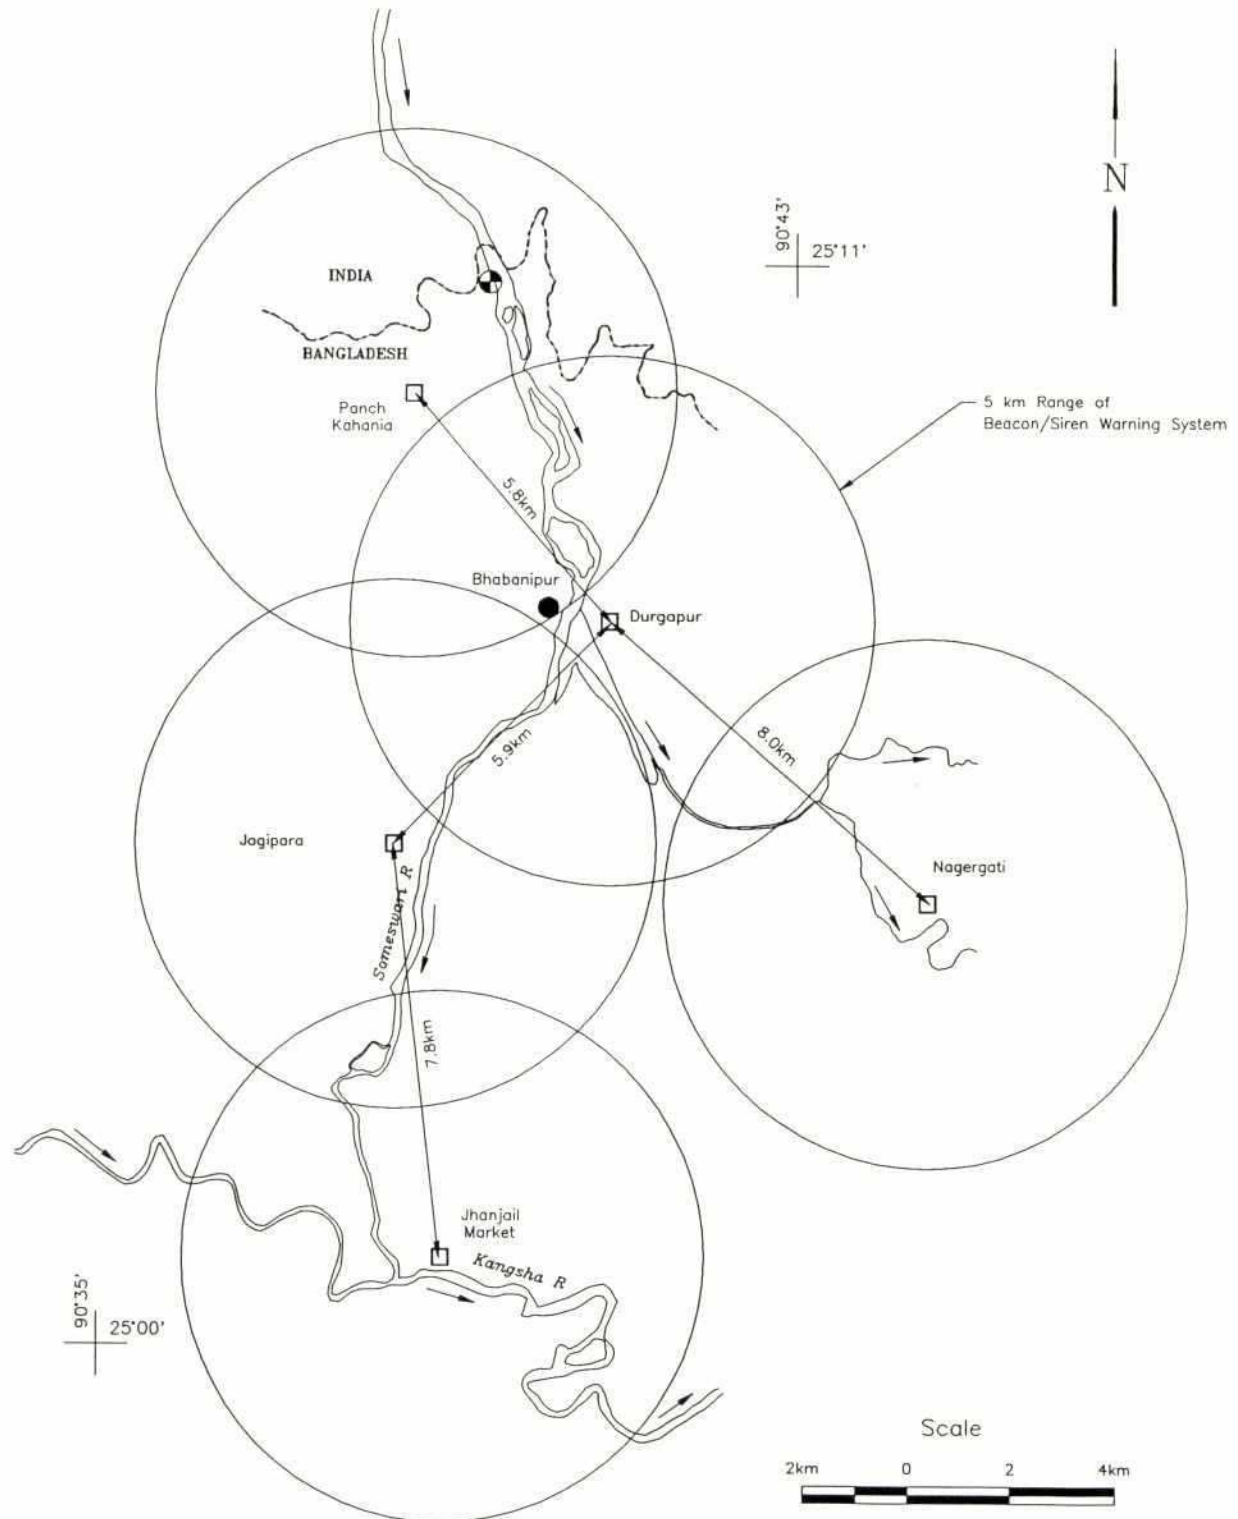 N
90°43'
25°11'
INDIA
BANGLADESH
Panch
Kahania
5 km Range of
Beacon/Siren Warning System
5.8km
Bhabanipur
Durgapur
5.9km
8.0km
Jagipara
Nagergati
Someswari R
7.8km
Jhanjail
Market
Kangsha R
90°35'
25°00'
Scale
2km 0 2 4km